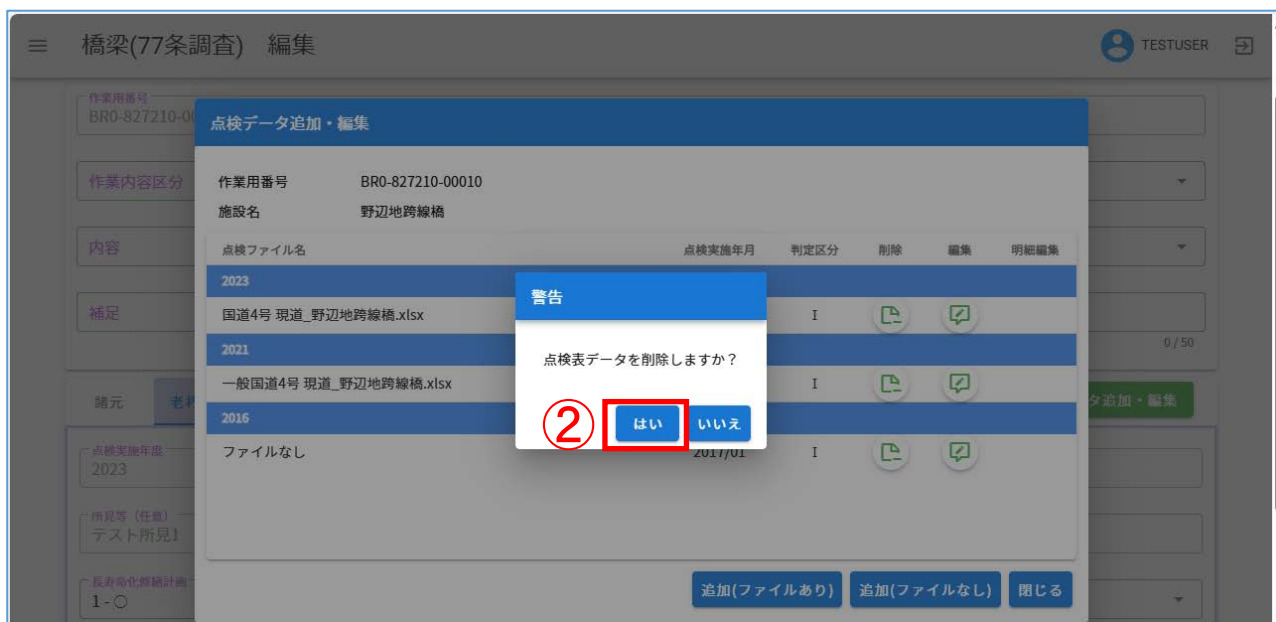 橋梁(77条調査) 編集
TESTUSER
作業用番号
BR0-827210-00
点検データ追加・編集
作業用番号 BR0-827210-00010
作業内容区分
施設名 野辺地跨線橋
内容
点検ファイル名 点検実施年月 判定区分 削除 編集 明細編集
2023
警告
補足
国道4号 現道_野辺地跨線橋.xlsx I
0 / 50
2021
点検表データを削除しますか？
一般国道4号 現道_野辺地跨線橋.xlsx I
諸元
タ追加・編集
2016
② はい いいえ
ファイルなし 2017/01 I
点検実施年度
2023
所見等（任意）
テスト所見1
長寿命化修繕計画
1 - ○
追加(ファイルあり) 追加(ファイルなし) 閉じる